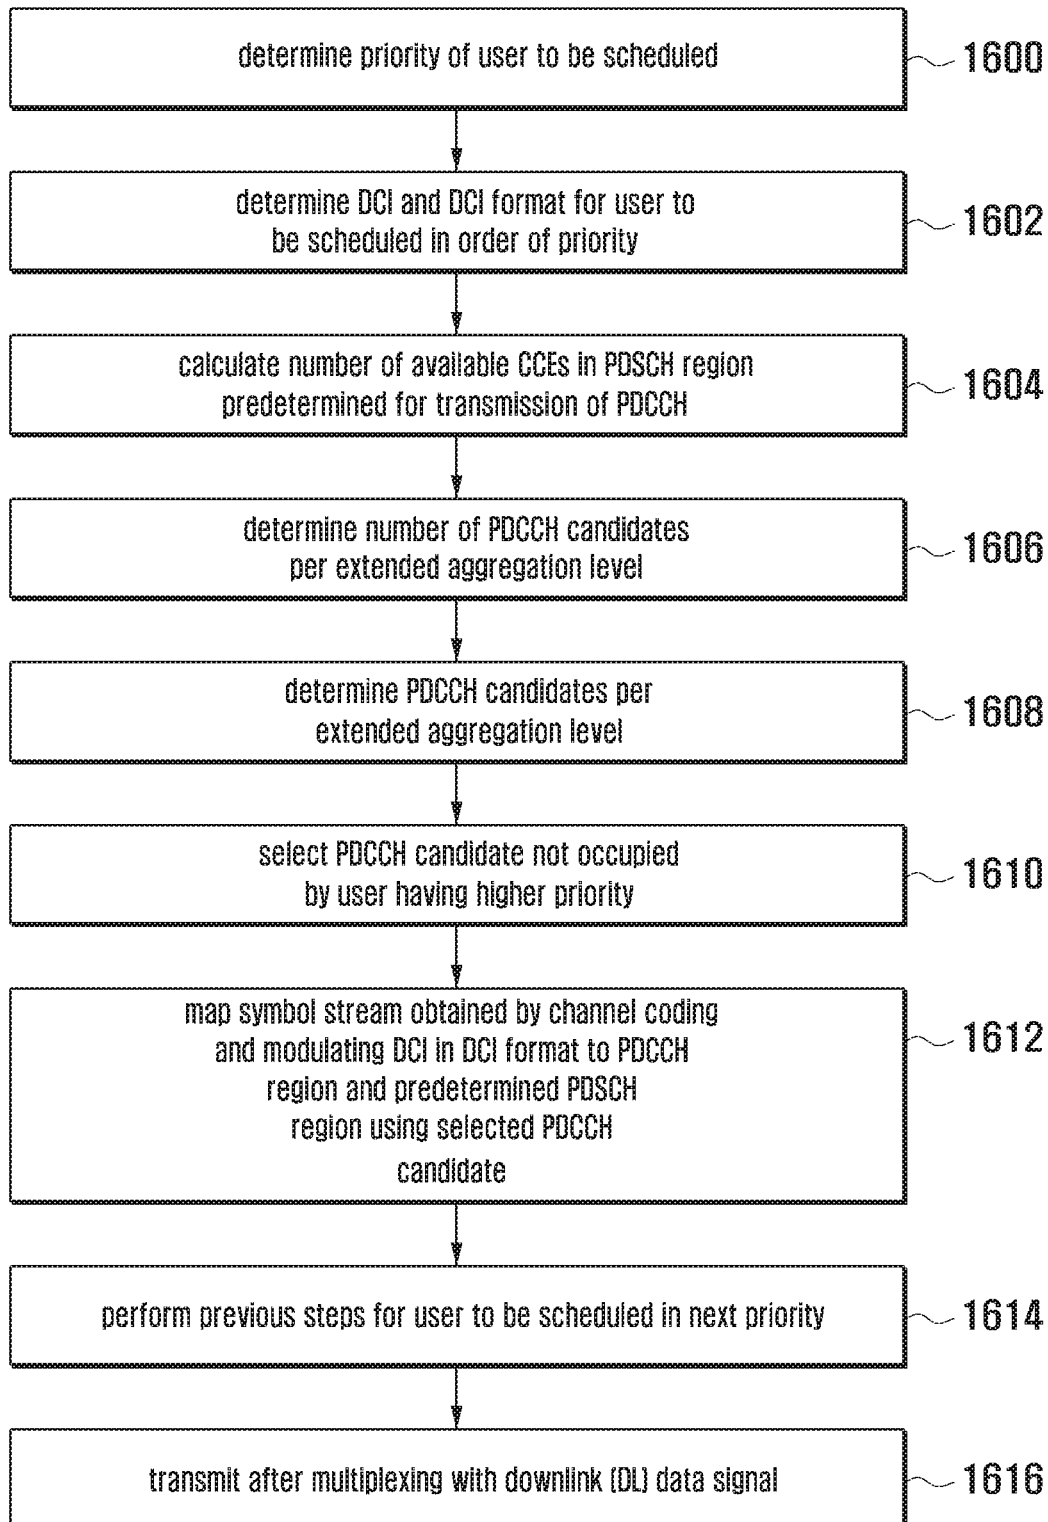 determine priority of user to be scheduled
1600
determine DCI and DCI format for user to
be scheduled in order of priority
1602
calculate number of available CCEs in PDSCH region
predetermined for transmission of PDCCH
1604
determine number of PDCCH candidates
per extended aggregation level
1606
determine PDCCH candidates per
extended aggregation level
1608
select PDCCH candidate not occupied
by user having higher priority
1610
map symbol stream obtained by channel coding
and modulating DCI in DCI format to PDCCH
region and predetermined PDSCH
region using selected PDCCH
candidate
1612
perform previous steps for user to be scheduled in next priority
1614
transmit after multiplexing with downlink (DL) data signal
1616